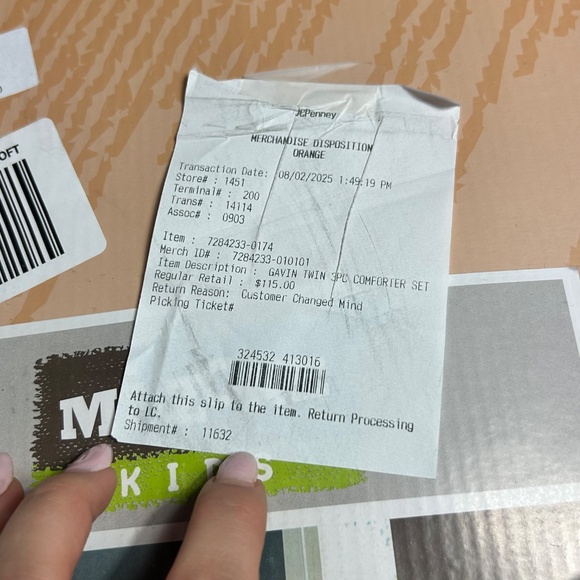 OFT
JCPenney
MERCHANDISE DISPOSITION
ORANGE
Transaction Date: 08/02/2025 1:49:19 PM
Store# : 1451
Terminal# : 200
Trans# : 14114
Assoc# : 0903
Item : 7284233-0174
Merch ID# : 7284233-010101
Item Description : GAVIN TWIN 3PC COMFORTER SET
Regular Retail : $115.00
Return Reason: Customer Changed Mind
Picking Ticket#
324532 413016
Attach this slip to the item. Return Processing
to LC.
Shipment# : 11632
KIDS